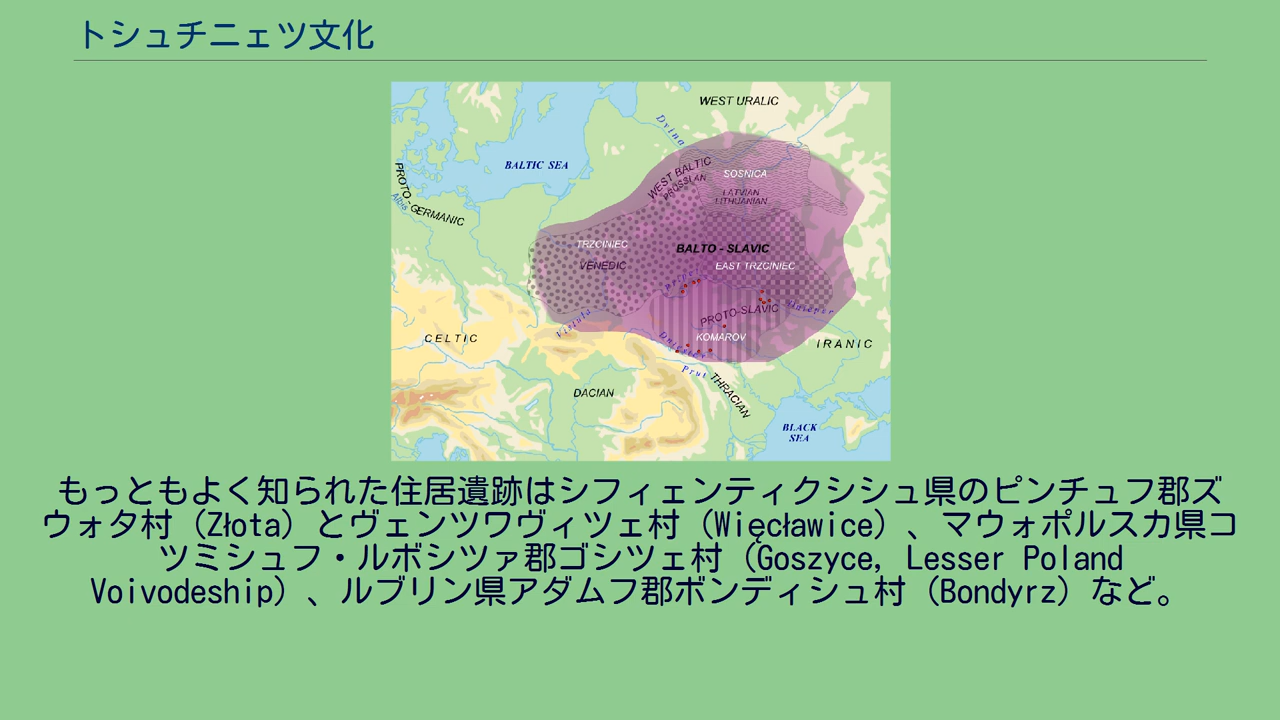 トシュチニェツ文化
WEST URALIC
Dvina
BALTIC SEA
WEST BALTIC
PRUSSIAN
SOSNICA
PROTO - GERMANIC
Albis
LATVIAN
LITHUANIAN
TRZCINIEC
BALTO - SLAVIC
VENEDIC
EAST TRZCINIEC
Pripet
Dnieper
PROTO-SLAVIC
Vistula
CELTIC
KOMAROV
Dniester
IRANIC
Prut
THRACIAN
DACIAN
BLACK
SEA
もっともよく知られた住居遺跡はシフィェンティクシシュ県のピンチュフ郡ズ
ウォタ村（Złota）とヴェンツワヴィツェ村（Więcławice）、マウォポルスカ県コ
ツミシュフ・ルボシツァ郡ゴシツェ村（Goszyce, Lesser Poland
Voivodeship）、ルブリン県アダムフ郡ボンディシュ村（Bondyrz）など。